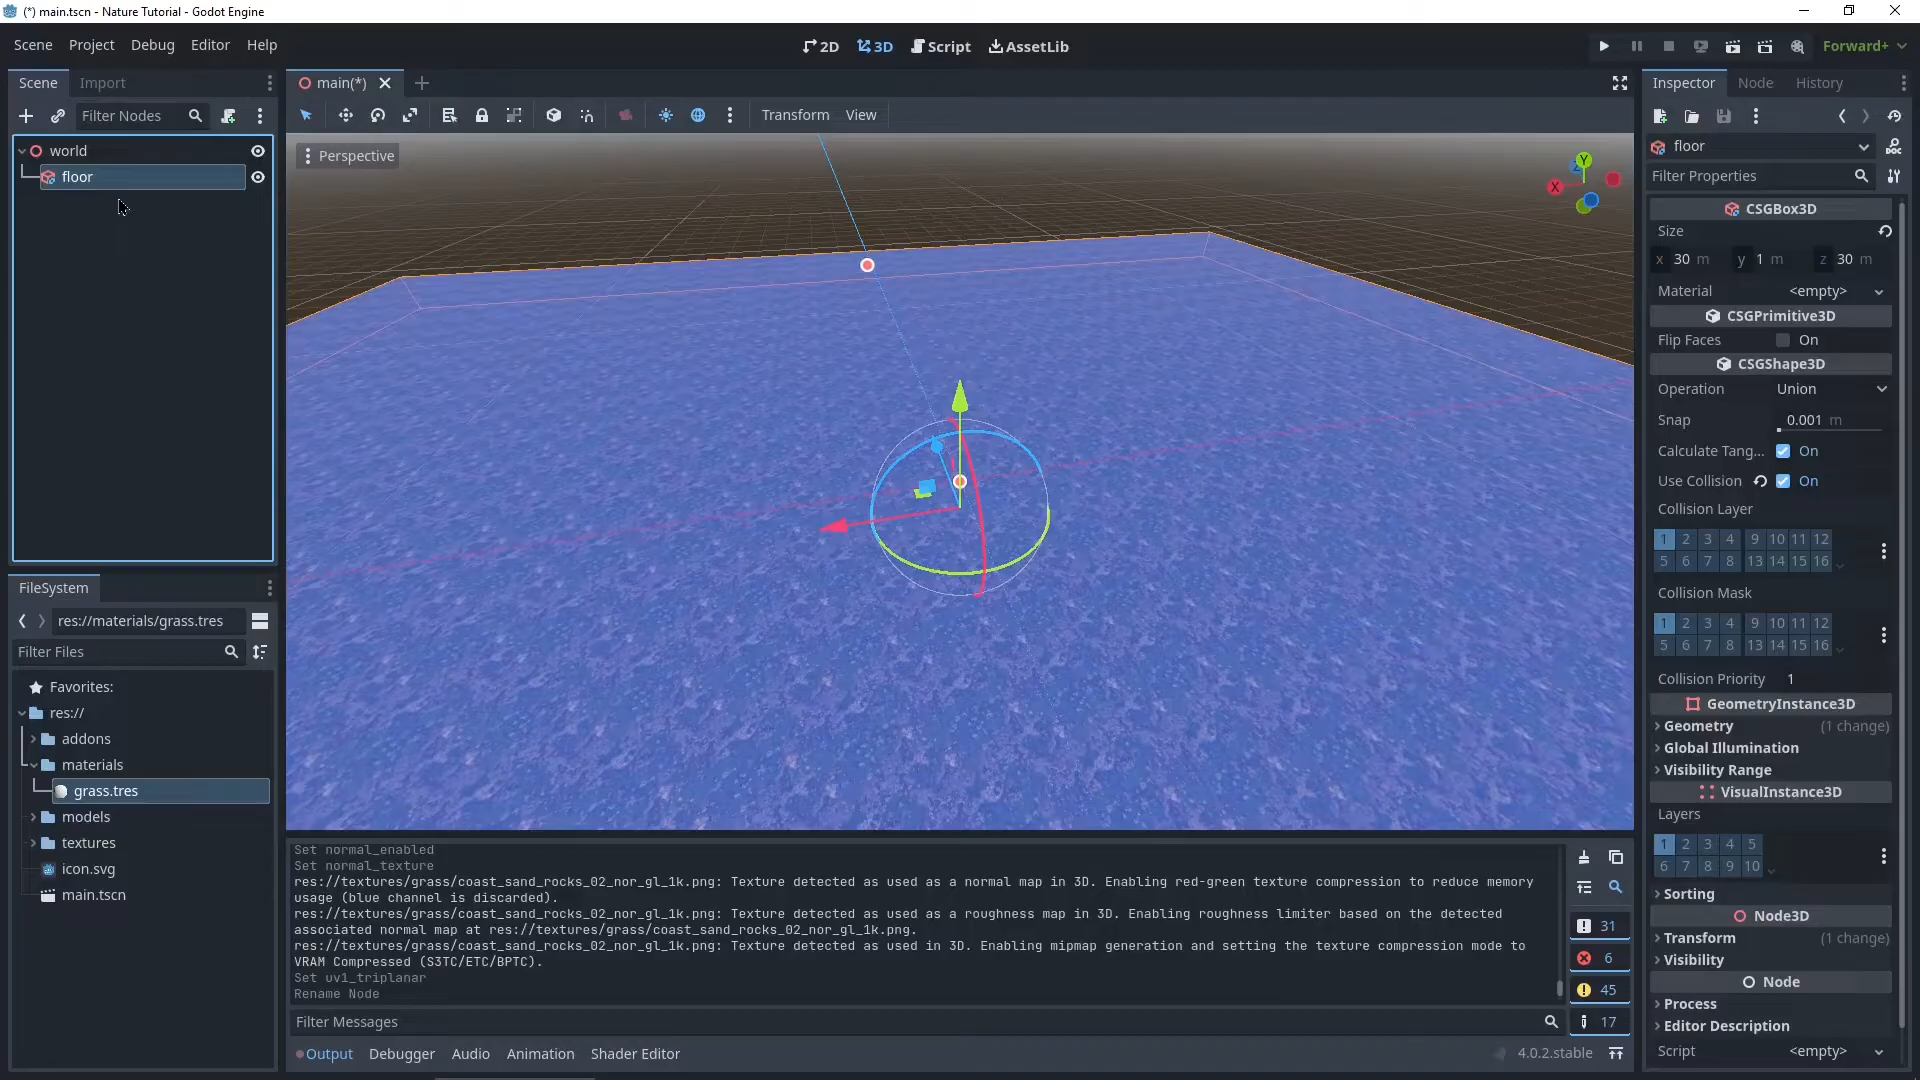 (*) main.tscn - Nature Tutorial - Godot Engine
Scene Project Debug Editor Help
2D 3D Script AssetLib
Forward+
Scene Import
main(*)
Inspector Node History
Filter Nodes
Transform View
world
floor
Perspective
Y
Z
X
floor
Filter Properties
CSGBox3D
Size
x 30 m y 1 m z 30 m
Material <empty>
CSGPrimitive3D
Flip Faces On
CSGShape3D
Operation Union
Snap 0.001 m
Calculate Tang... On
Use Collision On
Collision Layer
1 2 3 4 9 10 11 12
5 6 7 8 13 14 15 16
Collision Mask
1 2 3 4 9 10 11 12
5 6 7 8 13 14 15 16
Collision Priority 1
GeometryInstance3D
Geometry (1 change)
Global Illumination
Visibility Range
VisualInstance3D
Layers
1 2 3 4 5
6 7 8 9 10
Sorting
Node3D
Transform (1 change)
Visibility
Node
Process
Editor Description
Script <empty>
FileSystem
res://materials/grass.tres
Filter Files
Favorites:
res://
addons
materials
grass.tres
models
textures
icon.svg
main.tscn
Set normal_enabled
Set normal_texture
res://textures/grass/coast_sand_rocks_02_nor_gl_1k.png: Texture detected as used as a normal map in 3D. Enabling red-green texture compression to reduce memory
usage (blue channel is discarded).
res://textures/grass/coast_sand_rocks_02_nor_gl_1k.png: Texture detected as used as a roughness map in 3D. Enabling roughness limiter based on the detected
associated normal map at res://textures/grass/coast_sand_rocks_02_nor_gl_1k.png.
res://textures/grass/coast_sand_rocks_02_nor_gl_1k.png: Texture detected as used in 3D. Enabling mipmap generation and setting the texture compression mode to
VRAM Compressed (S3TC/ETC/BPTC).
Set uv1_triplanar
Rename Node
31
6
45
17
Filter Messages
Output Debugger Audio Animation Shader Editor
4.0.2.stable